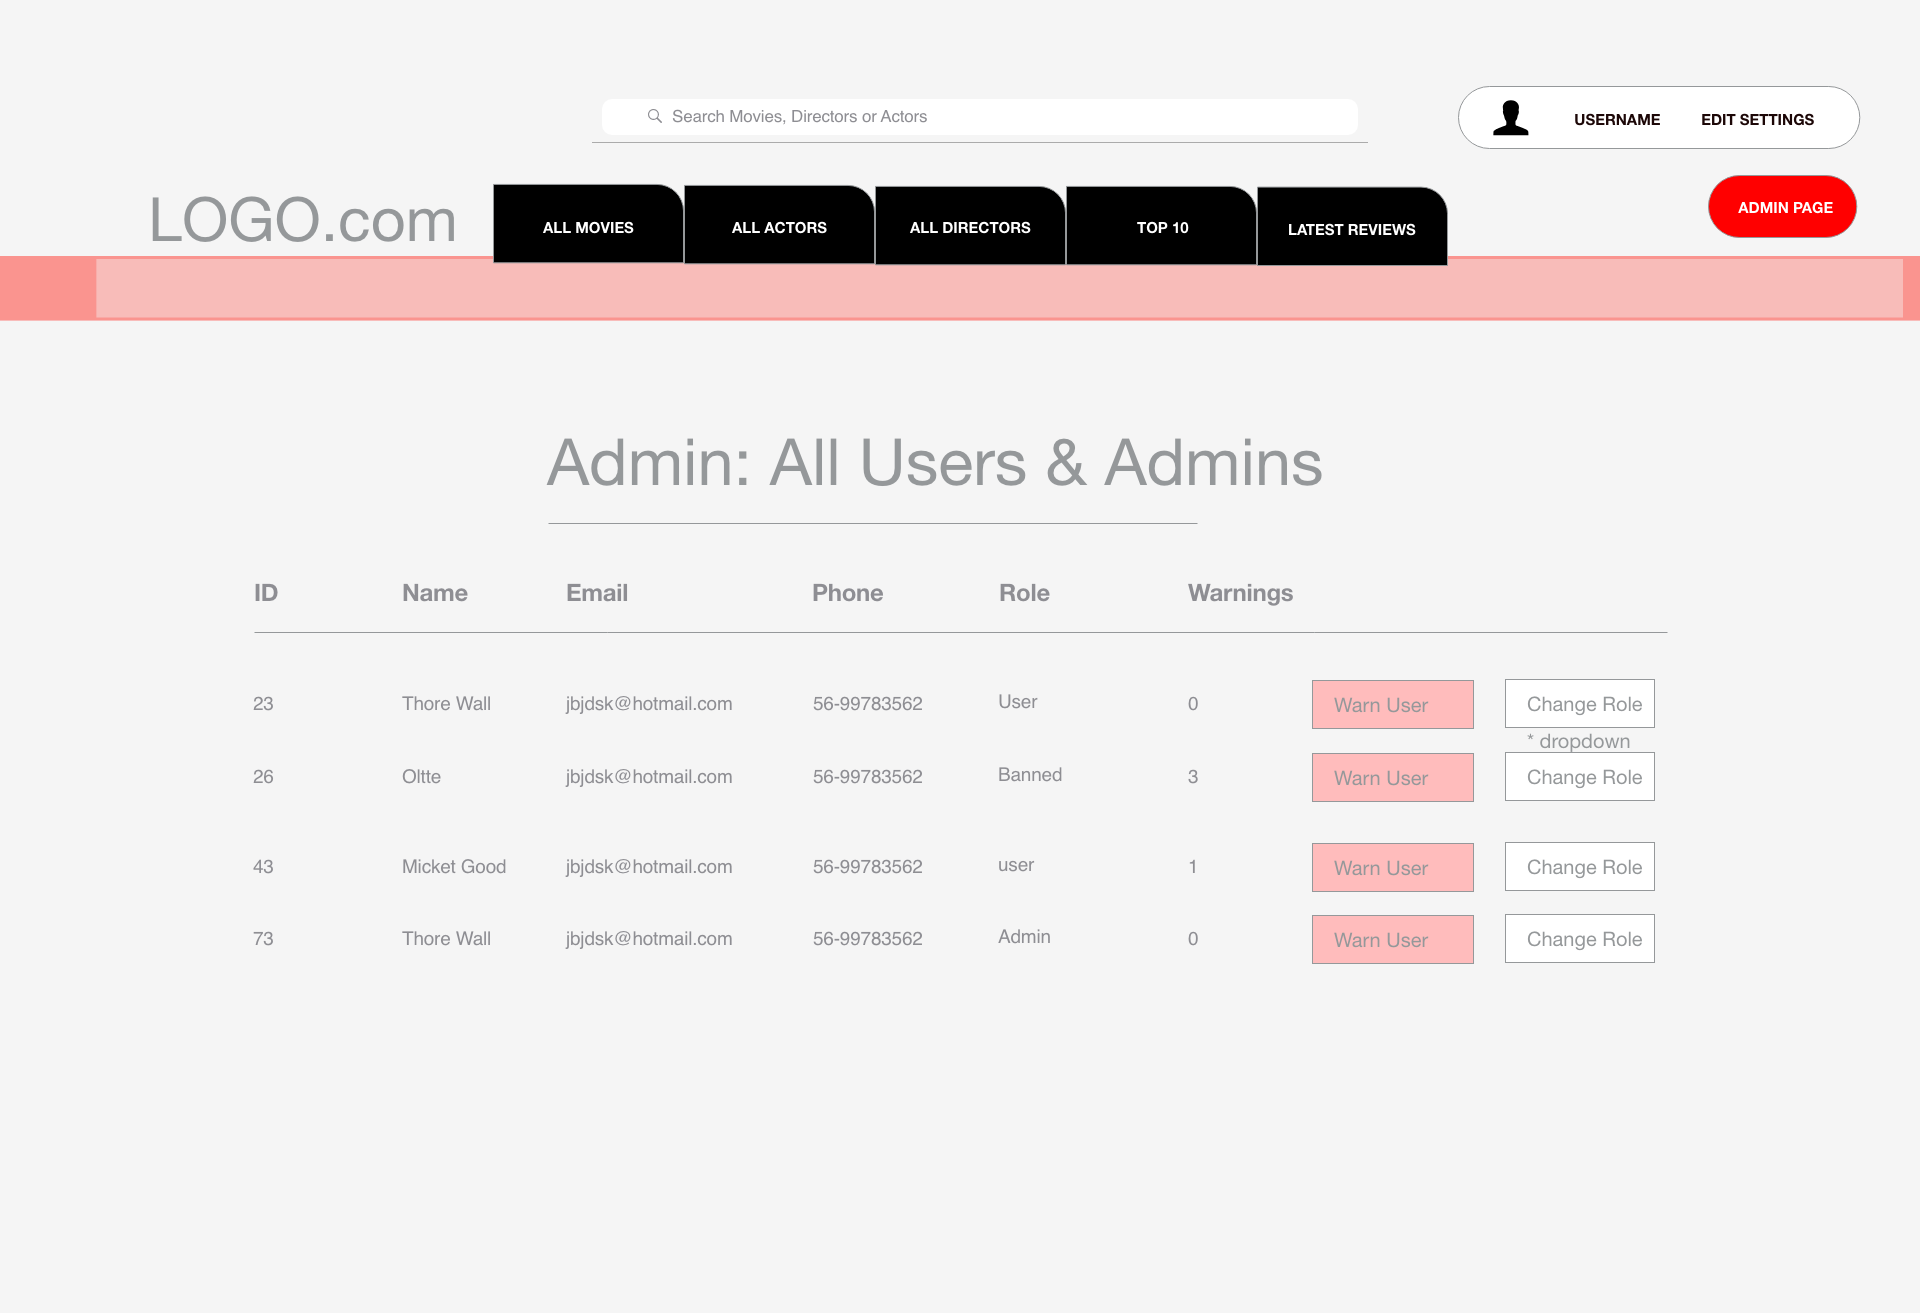 Search Movies, Directors or Actors
USERNAME EDIT SETTINGS
LOGO.com
ALL MOVIES
ALL ACTORS
ALL DIRECTORS
TOP 10
LATEST REVIEWS
ADMIN PAGE
Admin: All Users & Admins
ID Name Email Phone Role Warnings
23 Thore Wall jbjdsk@hotmail.com 56-99783562 User 0 Warn User Change Role
* dropdown
26 Oltte jbjdsk@hotmail.com 56-99783562 Banned 3 Warn User Change Role
43 Micket Good jbjdsk@hotmail.com 56-99783562 user 1 Warn User Change Role
73 Thore Wall jbjdsk@hotmail.com 56-99783562 Admin 0 Warn User Change Role